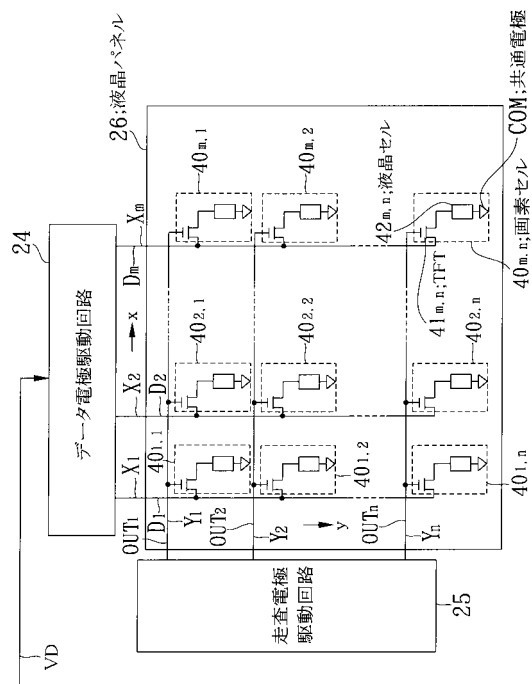 VD
24
データ電極駆動回路
X₁
X₂
x
Dₘ
Xₘ
26;液晶パネル
OUT₁
D₁
Y₁
40₁,₁
D₂
40₂,₁
40ₘ,₁
OUT₂
Y₂
40₁,₂
40₂,₂
40ₘ,₂
y
OUTₙ
Yₙ
40₁,ₙ
40₂,ₙ
41ₘ,ₙ;TFT
42ₘ,ₙ;液晶セル
40ₘ,ₙ;画素セル
COM;共通電極
走査電極
駆動回路
25